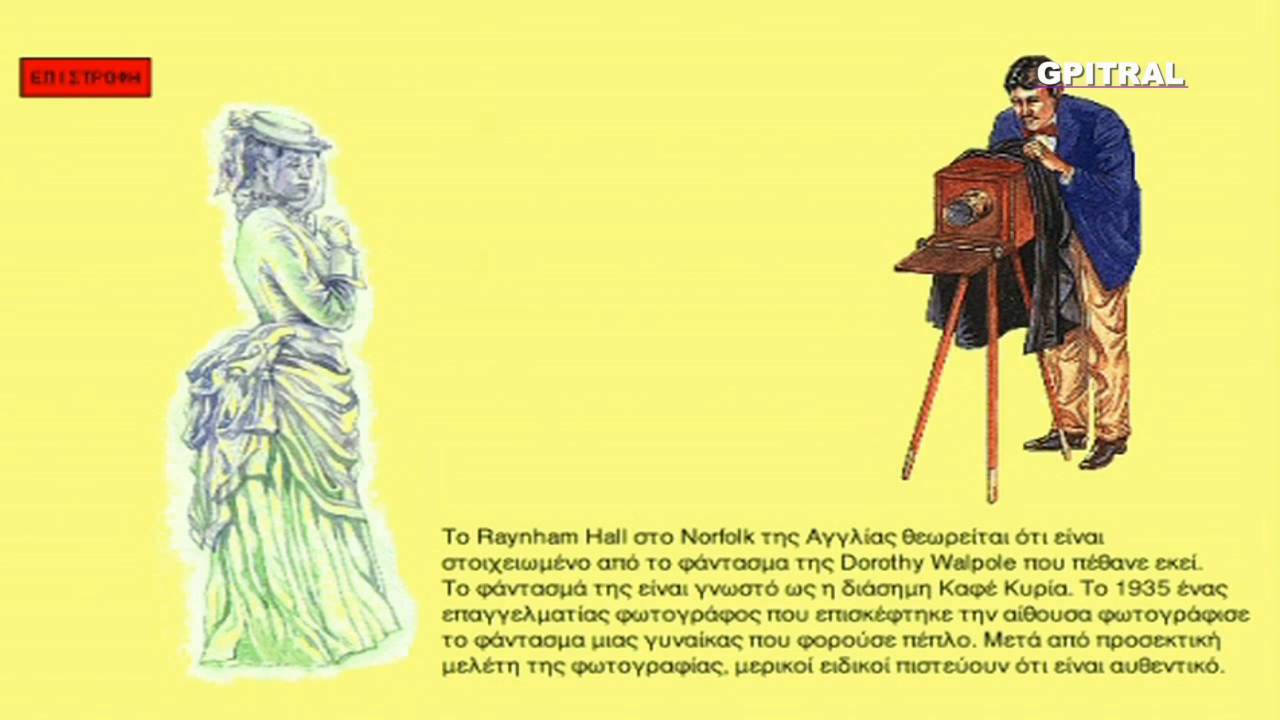 ΕΠΙΣΤΡΟΦΗ
GPITRAL
Το Raynham Hall στο Norfolk της Αγγλίας θεωρείται ότι είναι
στοιχειωμένο από το φάντασμα της Dorothy Walpole που πέθανε εκεί.
Το φάντασμά της είναι γνωστό ως η διάσημη Καφέ Κυρία. Το 1935 ένας
επαγγελματίας φωτογράφος που επισκέφτηκε την αίθουσα φωτογράφισε
το φάντασμα μιας γυναίκας που φορούσε πέπλο. Μετά από προσεκτική
μελέτη της φωτογραφίας, μερικοί ειδικοί πιστεύουν ότι είναι αυθεντικό.